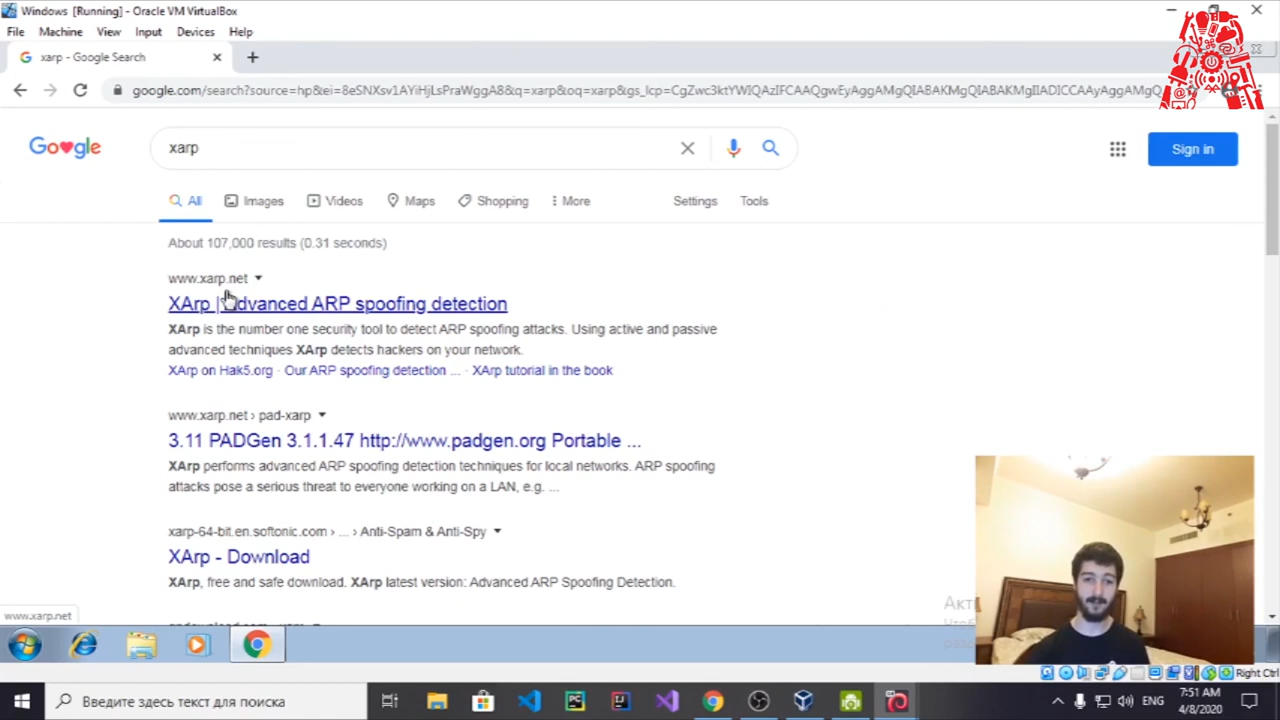 Windows [Running] - Oracle VM VirtualBox
File Machine View Input Devices Help
xarp - Google Search
google.com/search?source=hp&ei=8eSNXsv1AYiHjLsPraWggA8&q=xarp&oq=xarp&gs_lcp=CgZwc3ktYWIQAzIFCAAQgwEyAggAMgQIABAKMgQIABAKMgIIADICCAAyAggAMgQ
Google
xarp
Sign in
All Images Videos Maps Shopping More Settings Tools
About 107,000 results (0.31 seconds)
www.xarp.net
XArp | Advanced ARP spoofing detection
XArp is the number one security tool to detect ARP spoofing attacks. Using active and passive
advanced techniques XArp detects hackers on your network.
XArp on Hak5.org · Our ARP spoofing detection ... · XArp tutorial in the book
www.xarp.net › pad-xarp
3.11 PADGen 3.1.1.47 http://www.padgen.org Portable ...
XArp performs advanced ARP spoofing detection techniques for local networks. ARP spoofing
attacks pose a serious threat to everyone working on a LAN, e.g. ...
xarp-64-bit.en.softonic.com › ... › Anti-Spam & Anti-Spy
XArp - Download
XArp, free and safe download. XArp latest version: Advanced ARP Spoofing Detection.
www.xarp.net
Right Ctrl
Введите здесь текст для поиска
ENG
7:51 AM
4/8/2020